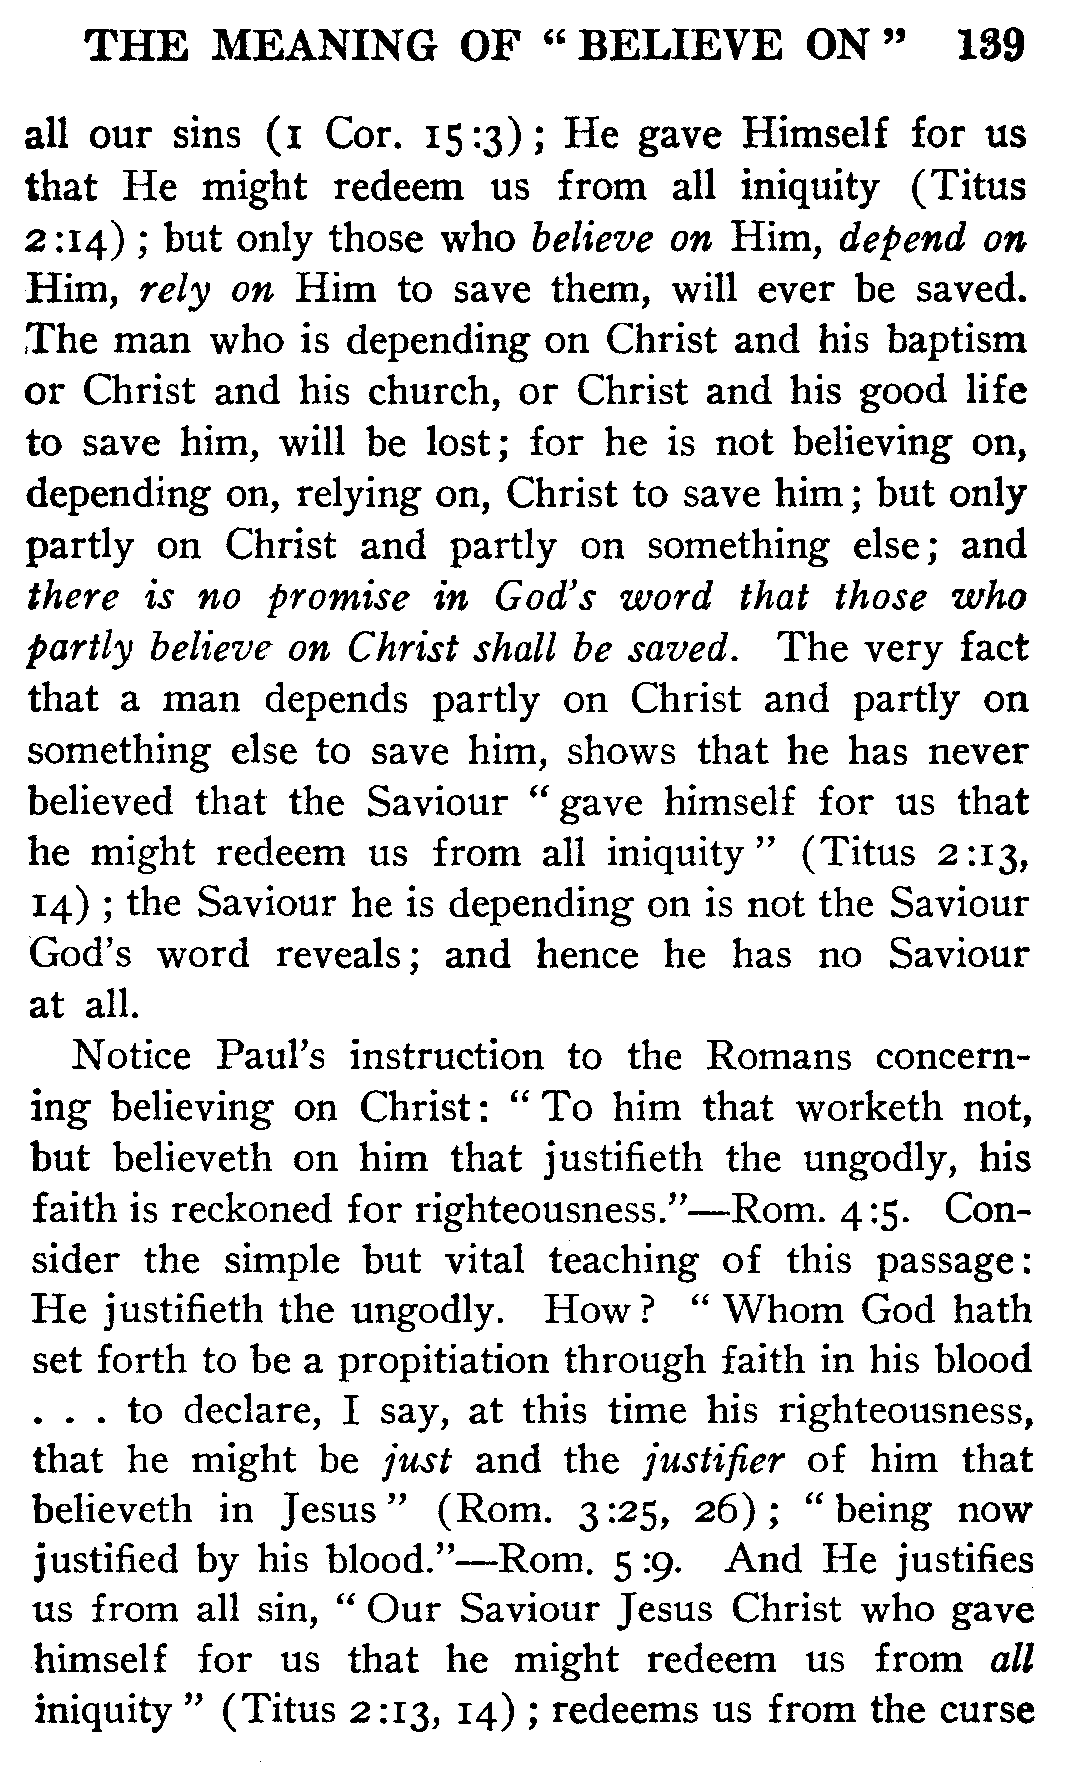 THE MEANING OF “ BELIEVE ON ” 139
all our sins (1 Cor. 15:3) ; He gave Himself for us
that He might redeem us from all iniquity (Titus
2:14) ; but only those who believe on Him, depend on
Him, rely on Him to save them, will ever be saved.
The man who is depending on Christ and his baptism
or Christ and his church, or Christ and his good life
to save him, will be lost; for he is not believing on,
depending on, relying on, Christ to save him; but only
partly on Christ and partly on something else; and
there is no promise in God's word that those who
partly believe on Christ shall be saved. The very fact
that a man depends partly on Christ and partly on
something else to save him, shows that he has never
believed that the Saviour “ gave himself for us that
he might redeem us from all iniquity ” (Titus 2:13,
14) ; the Saviour he is depending on is not the Saviour
God's word reveals; and hence he has no Saviour
at all.
Notice Paul's instruction to the Romans concern-
ing believing on Christ: “ To him that worketh not,
but believeth on him that justifieth the ungodly, his
faith is reckoned for righteousness.”—Rom. 4:5. Con-
sider the simple but vital teaching of this passage:
He justifieth the ungodly. How? “ Whom God hath
set forth to be a propitiation through faith in his blood
. . . to declare, I say, at this time his righteousness,
that he might be just and the justifier of him that
believeth in Jesus ” (Rom. 3:25, 26) ; “ being now
justified by his blood.”—Rom. 5:9. And He justifies
us from all sin, “ Our Saviour Jesus Christ who gave
himself for us that he might redeem us from all
iniquity ” (Titus 2:13, 14) ; redeems us from the curse